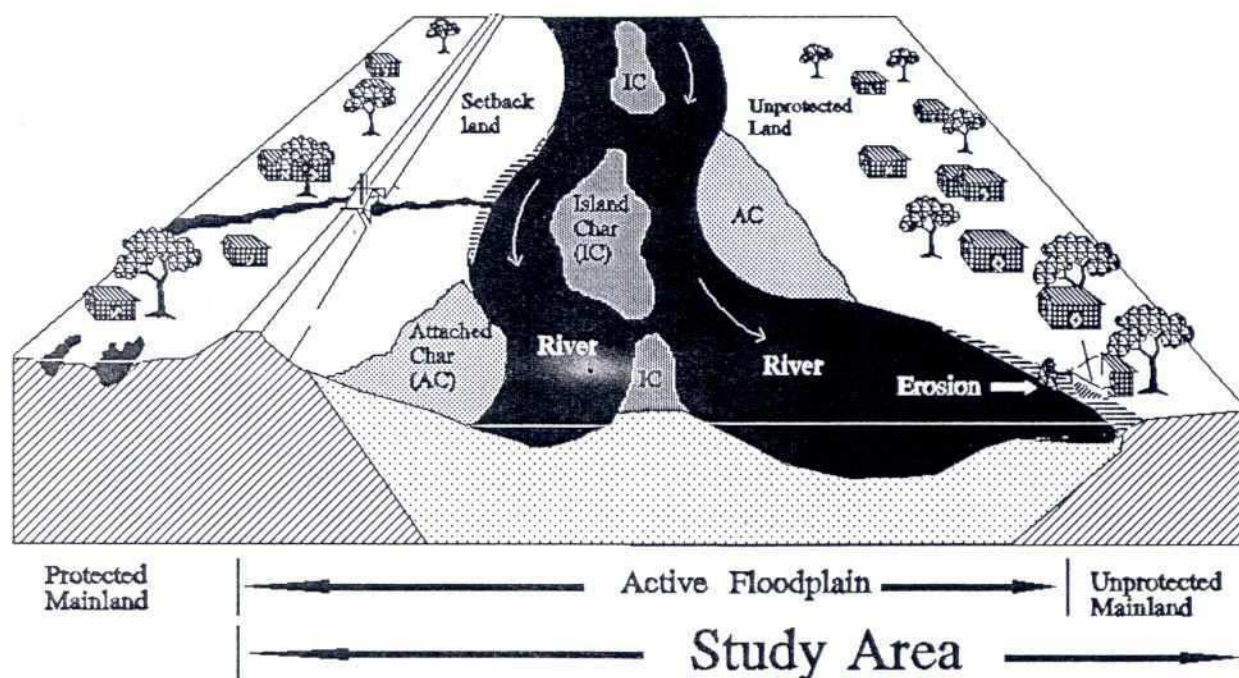 IC
Setback
land
Unprotected
Land
Island
Char
(IC)
AC
Attached
Char
(AC)
River
IC
River
Erosion
Protected
Mainland
Active Floodplain
Unprotected
Mainland
Study Area